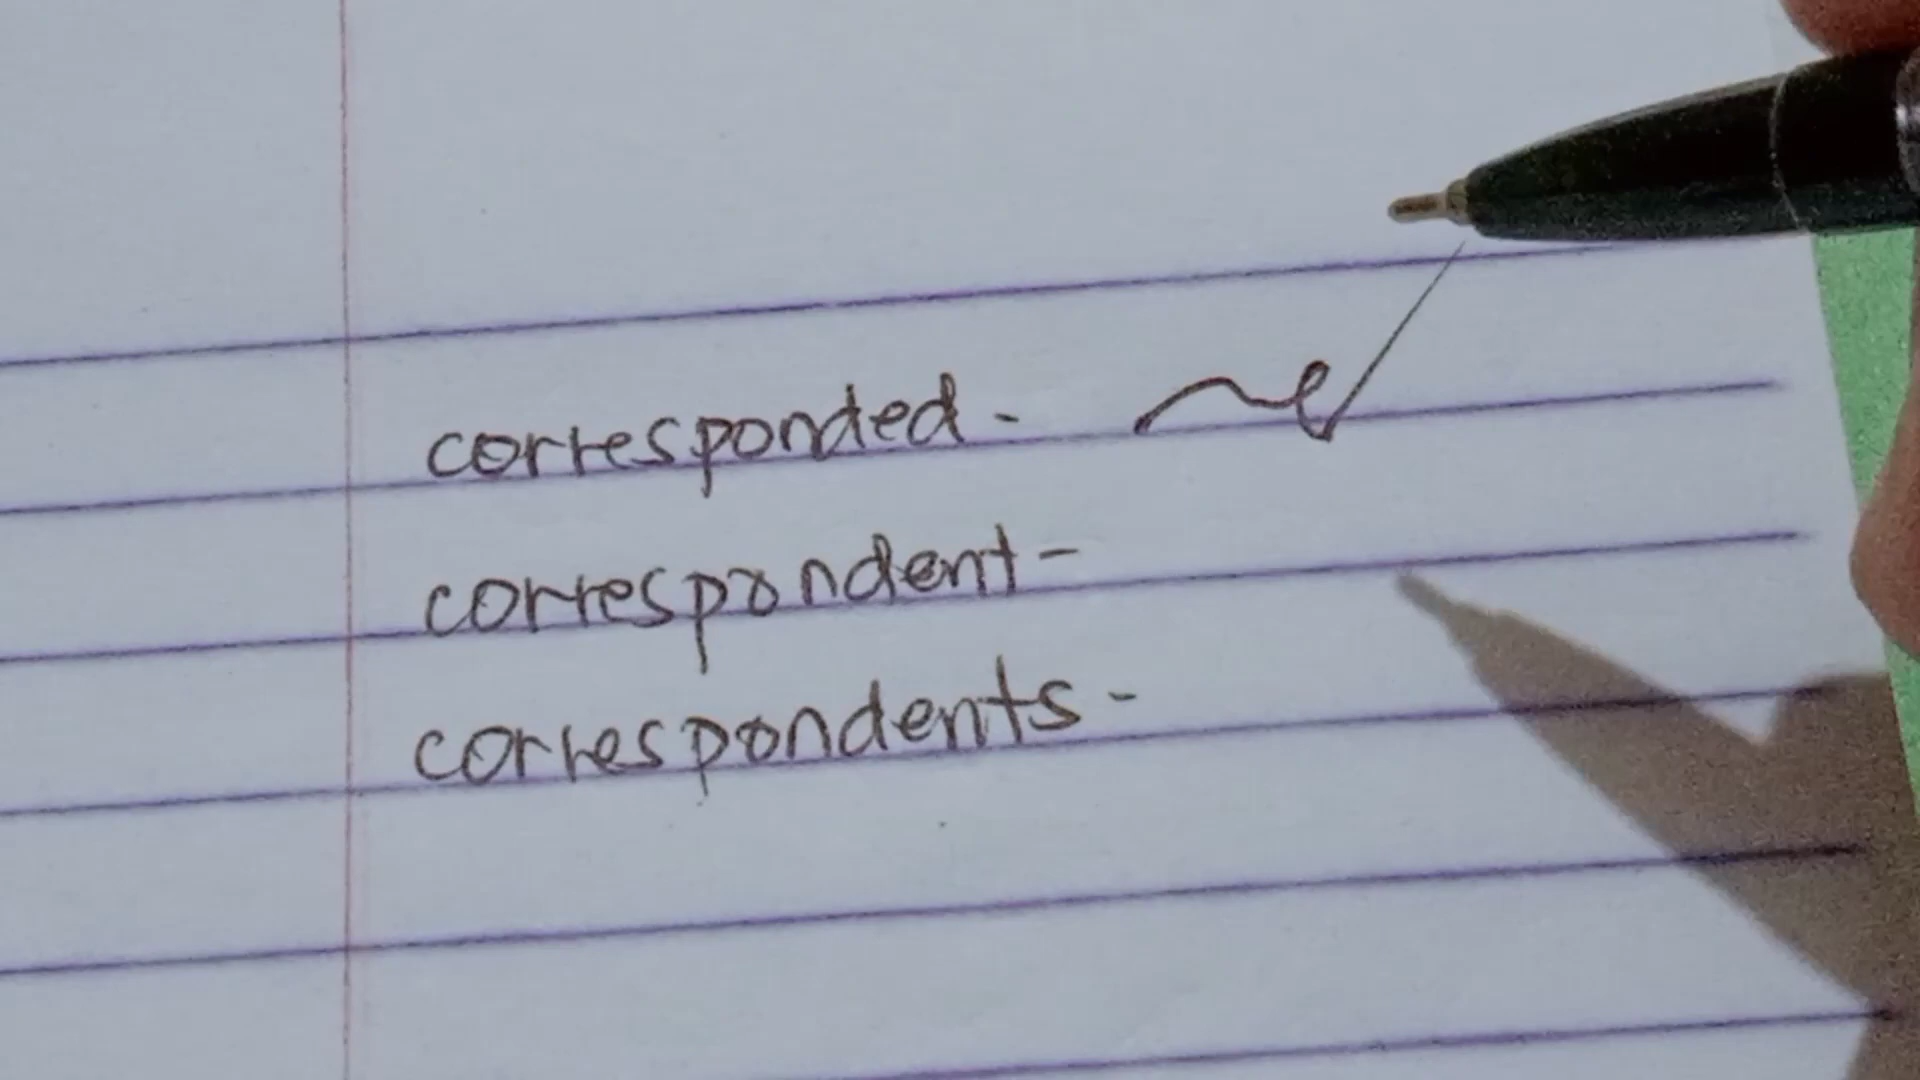 corresponded -
correspondent -
correspondents -